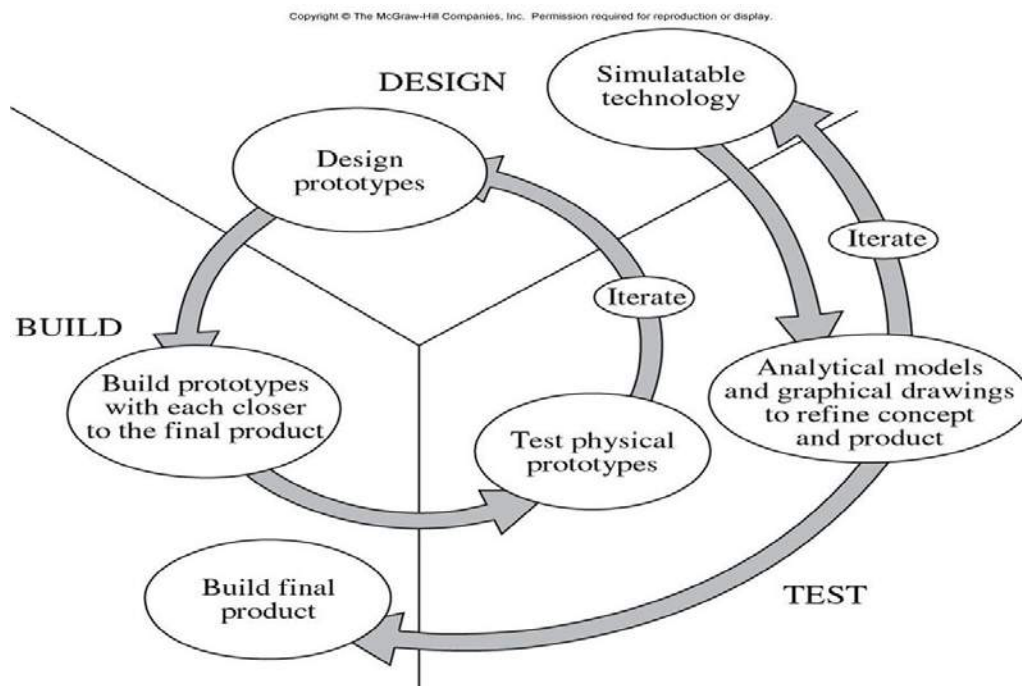 Copyright © The McGraw-Hill Companies, Inc. Permission required for reproduction or display.
DESIGN
Simulatable
technology
Design
prototypes
Iterate
Iterate
BUILD
Build prototypes
with each closer
to the final product
Test physical
prototypes
Analytical models
and graphical drawings
to refine concept
and product
Build final
product
TEST